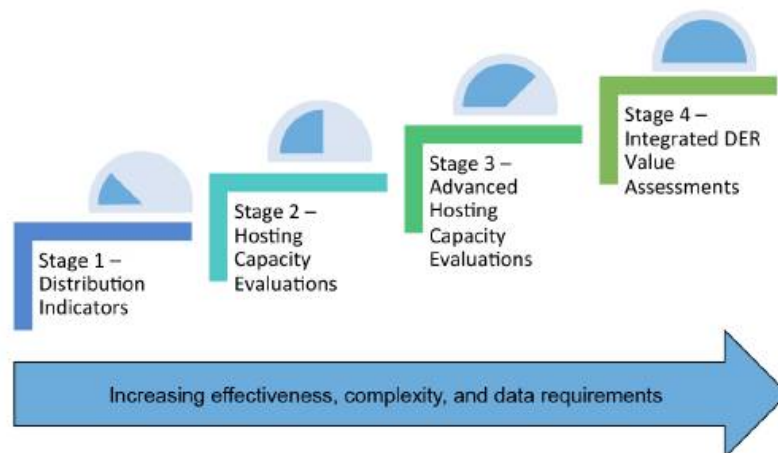 Stage 1 –
Distribution
Indicators
Stage 2 –
Hosting
Capacity
Evaluations
Stage 3 –
Advanced
Hosting
Capacity
Evaluations
Stage 4 –
Integrated DER
Value
Assessments
Increasing effectiveness, complexity, and data requirements